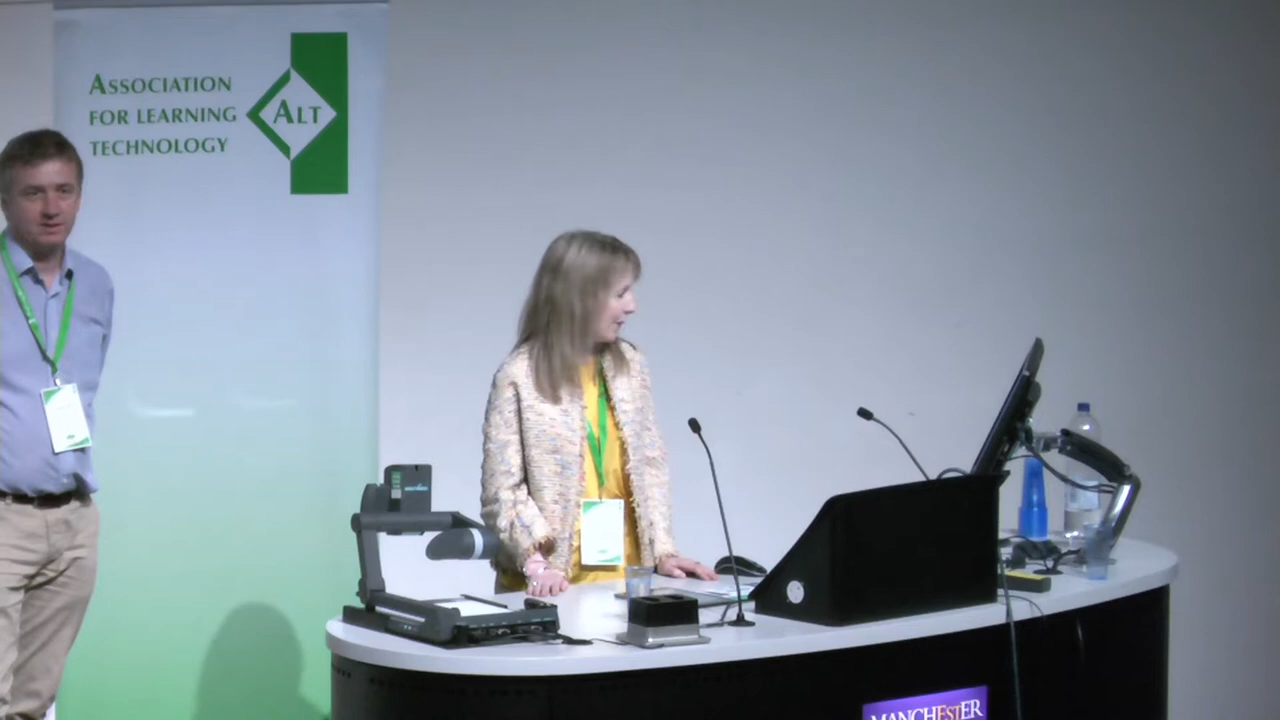 ASSOCIATION
FOR LEARNING
TECHNOLOGY
ALT
MANCHESTER